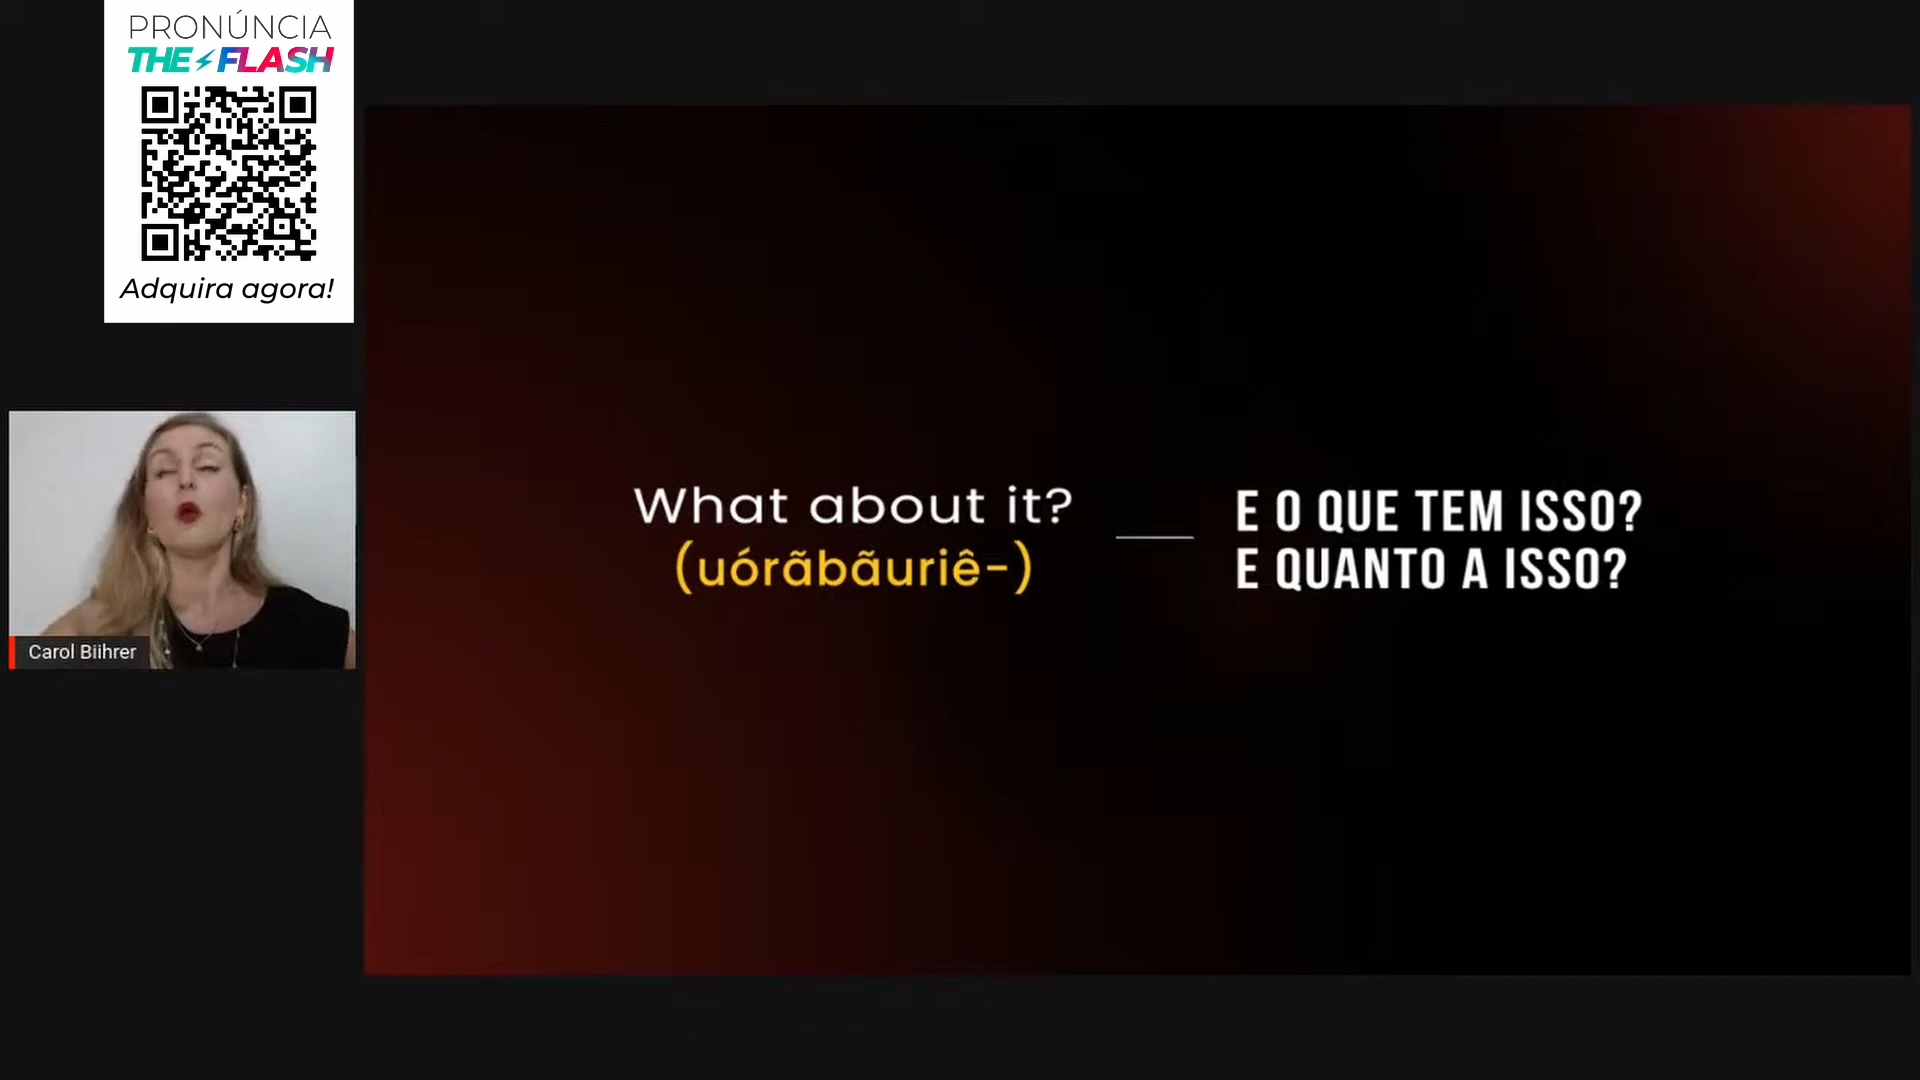 PRONÚNCIA
THE FLASH
Adquira agora!
Carol Biihrer
What about it?
(uórãbãuriê-)
E O QUE TEM ISSO?
E QUANTO A ISSO?